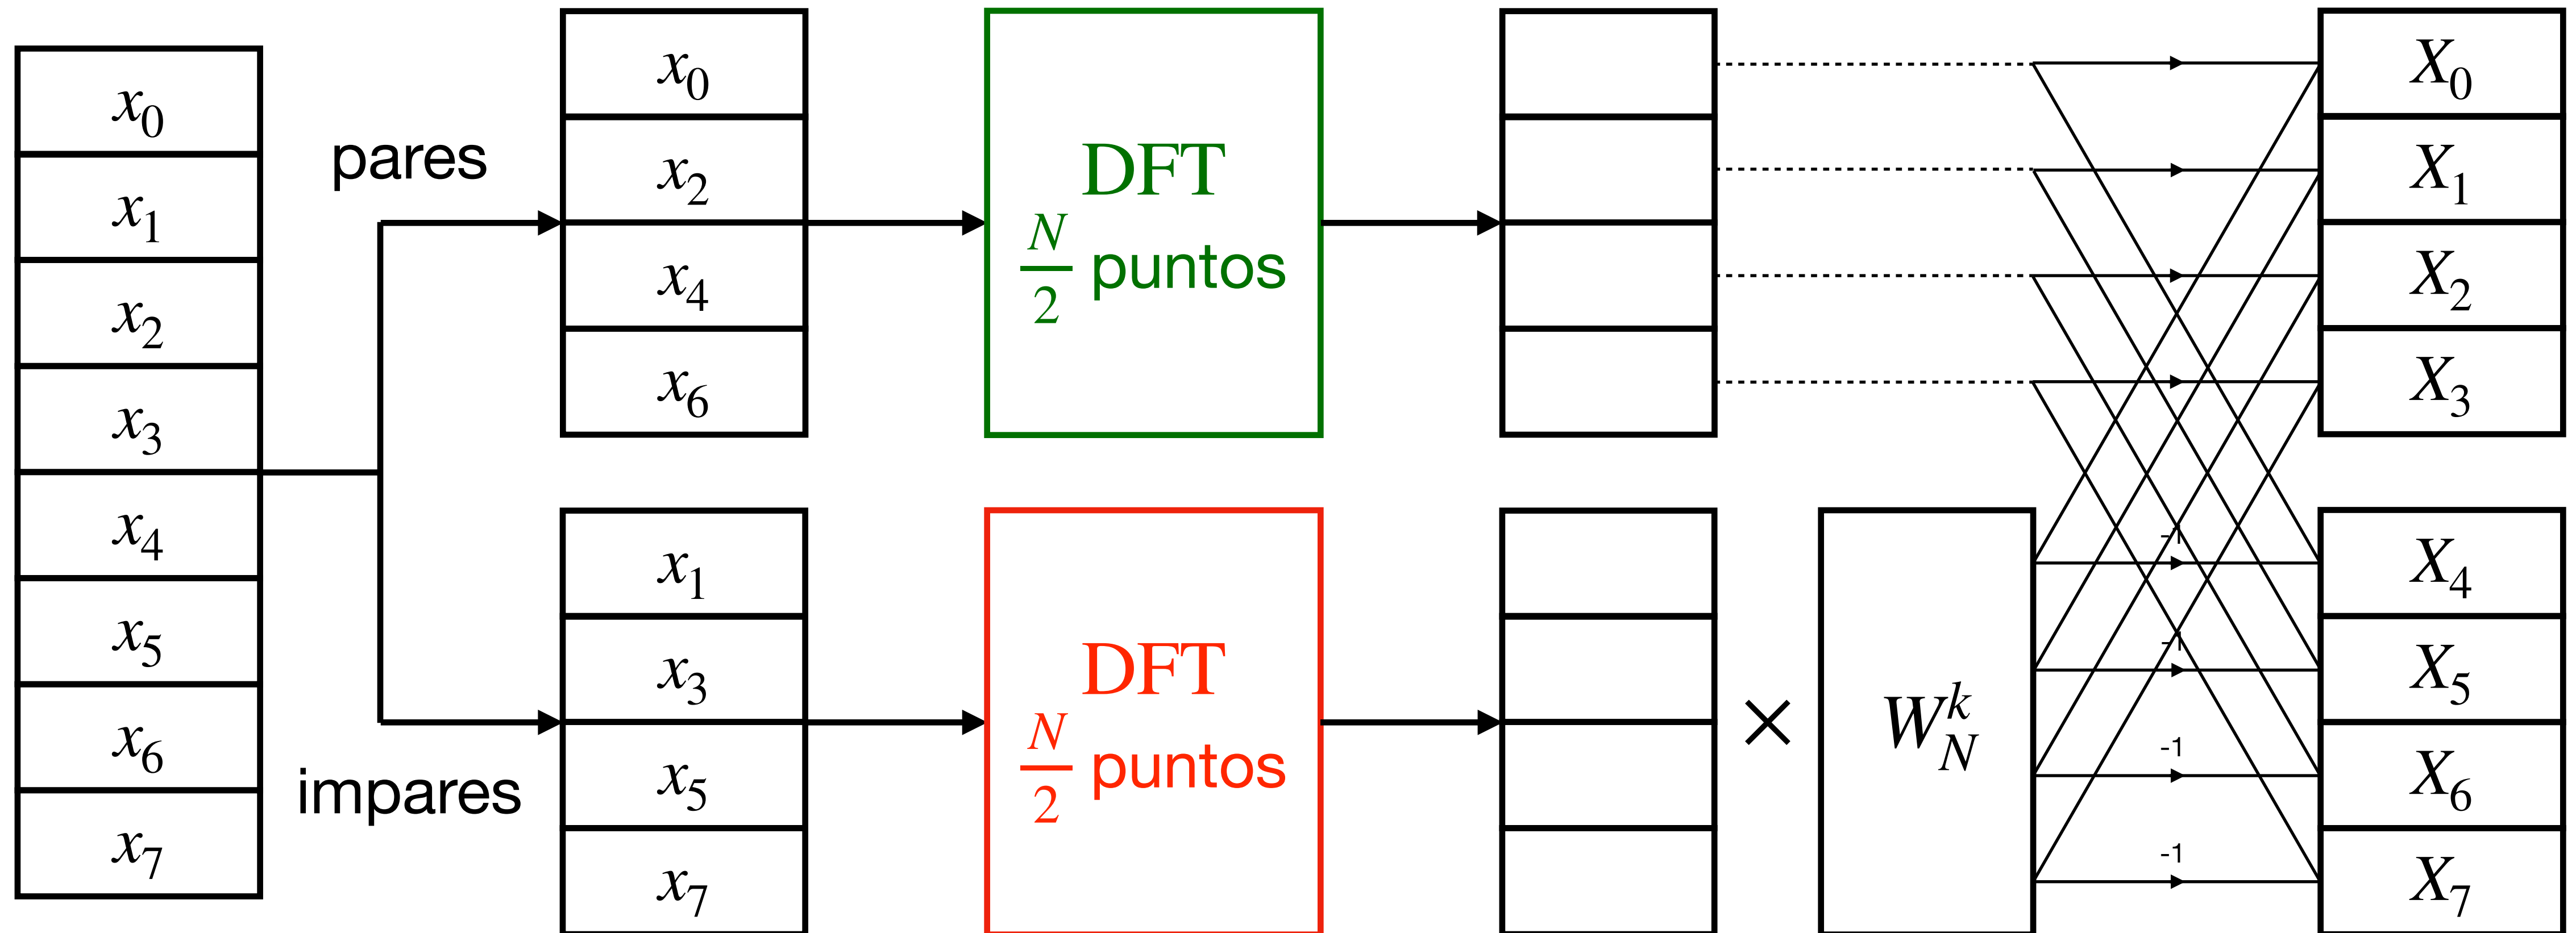 x₀
x₁
x₂
x₃
x₄
x₅
x₆
x₇
pares
impares
x₀
x₂
x₄
x₆
x₁
x₃
x₅
x₇
DFT
N/2 puntos
DFT
N/2 puntos
×
W_N^k
-1
-1
-1
-1
X₀
X₁
X₂
X₃
X₄
X₅
X₆
X₇